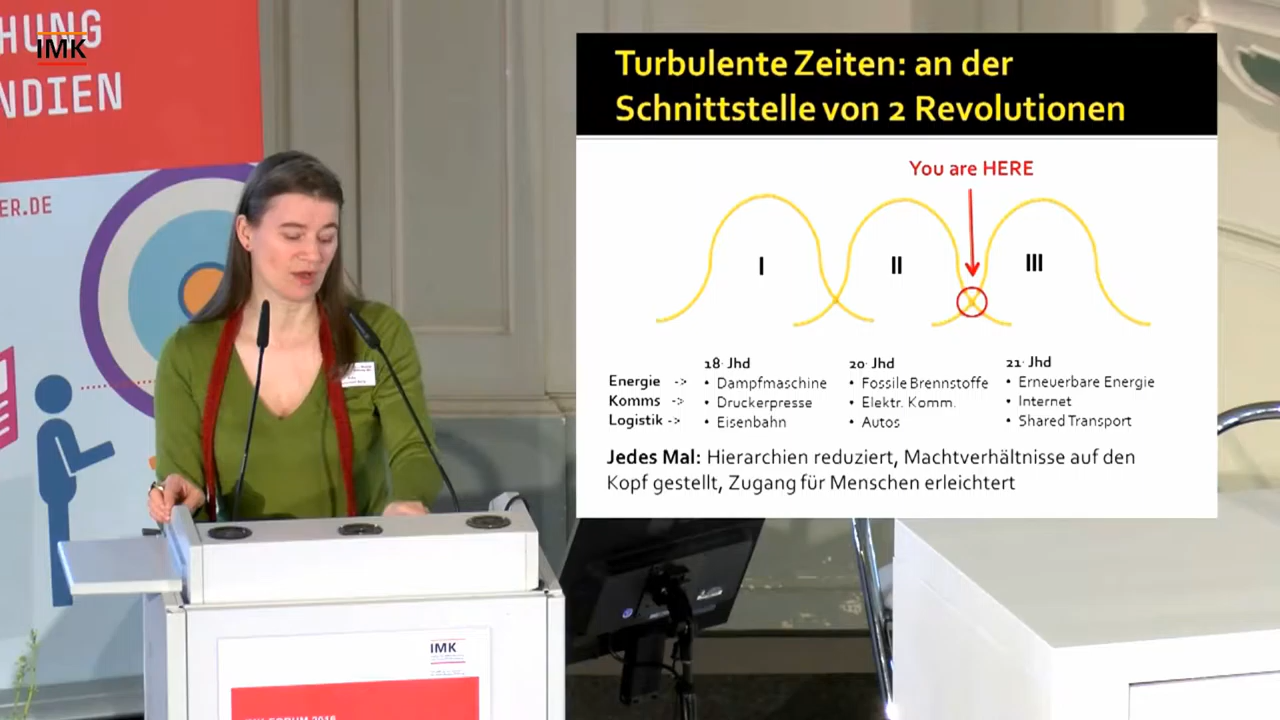 HUNG
IMK
NDIEN
ER.DE
Turbulente Zeiten: an der
Schnittstelle von 2 Revolutionen
You are HERE
I
II
III
18. Jhd
20. Jhd
21. Jhd
Energie -> • Dampfmaschine • Fossile Brennstoffe • Erneuerbare Energie
Komms -> • Druckerpresse • Elektr. Komm. • Internet
Logistik -> • Eisenbahn • Autos • Shared Transport
Jedes Mal: Hierarchien reduziert, Machtverhältnisse auf den
Kopf gestellt, Zugang für Menschen erleichtert
IMK